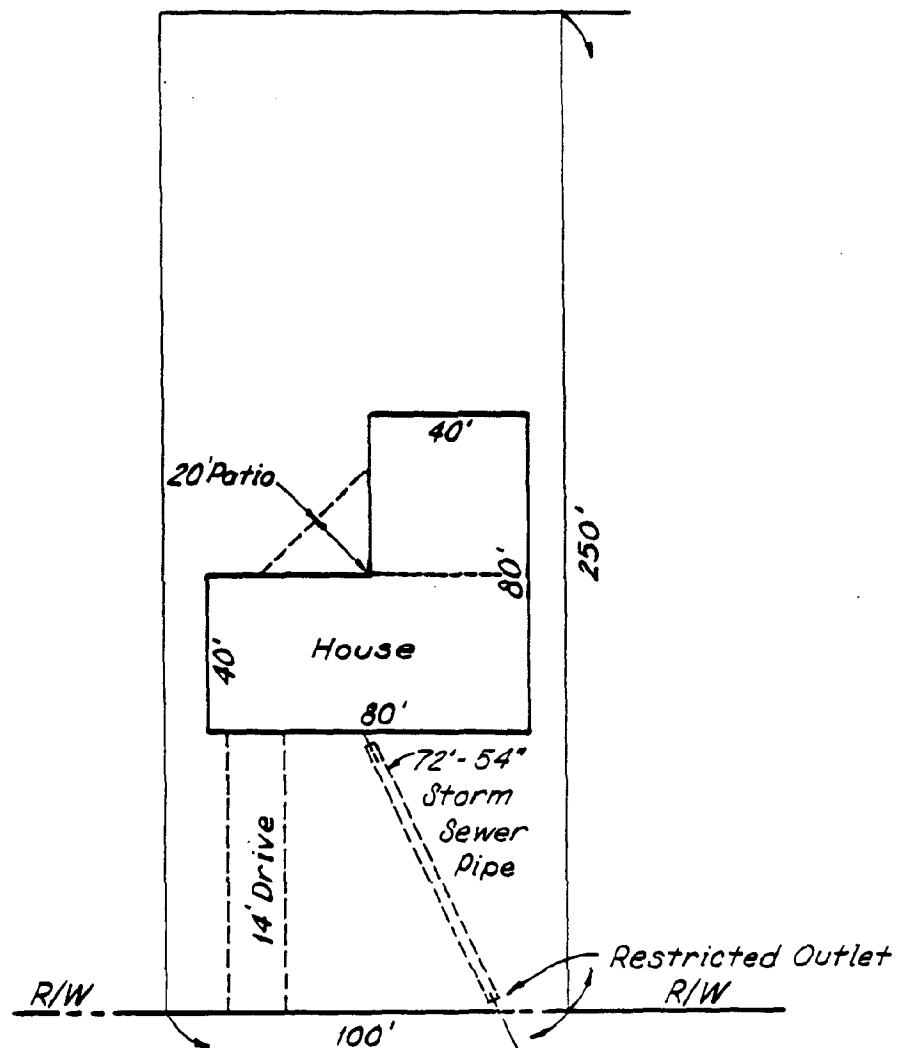 40'
20' Patio
250'
80'
40'
House
80'
72'-54"
Storm
Sewer
Pipe
14' Drive
Restricted Outlet
R/W
R/W
100'